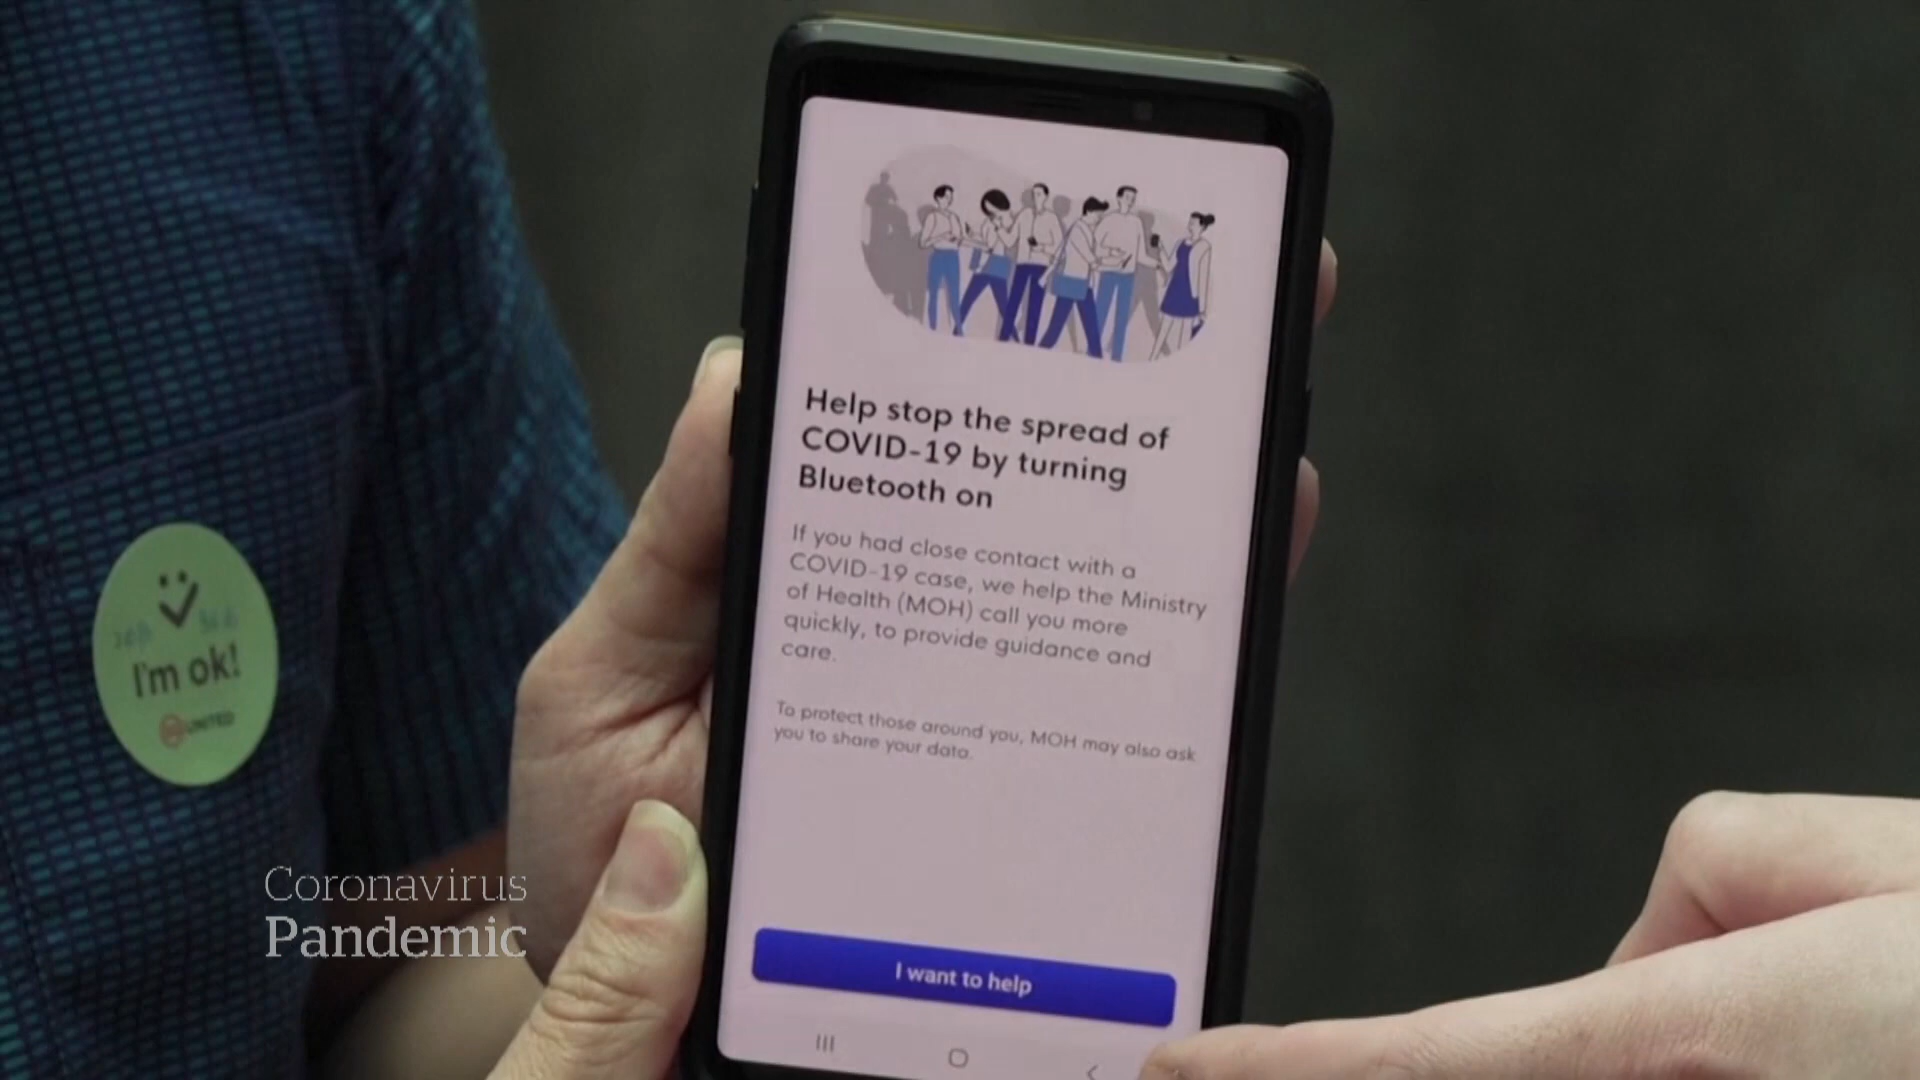 Help stop the spread of
COVID-19 by turning
Bluetooth on
If you had close contact with a
COVID-19 case, we help the Ministry
of Health (MOH) call you more
quickly, to provide guidance and
care.
To protect those around you, MOH may also ask
you to share your data.
I want to help
I'm ok!
UNITED
Coronavirus
Pandemic